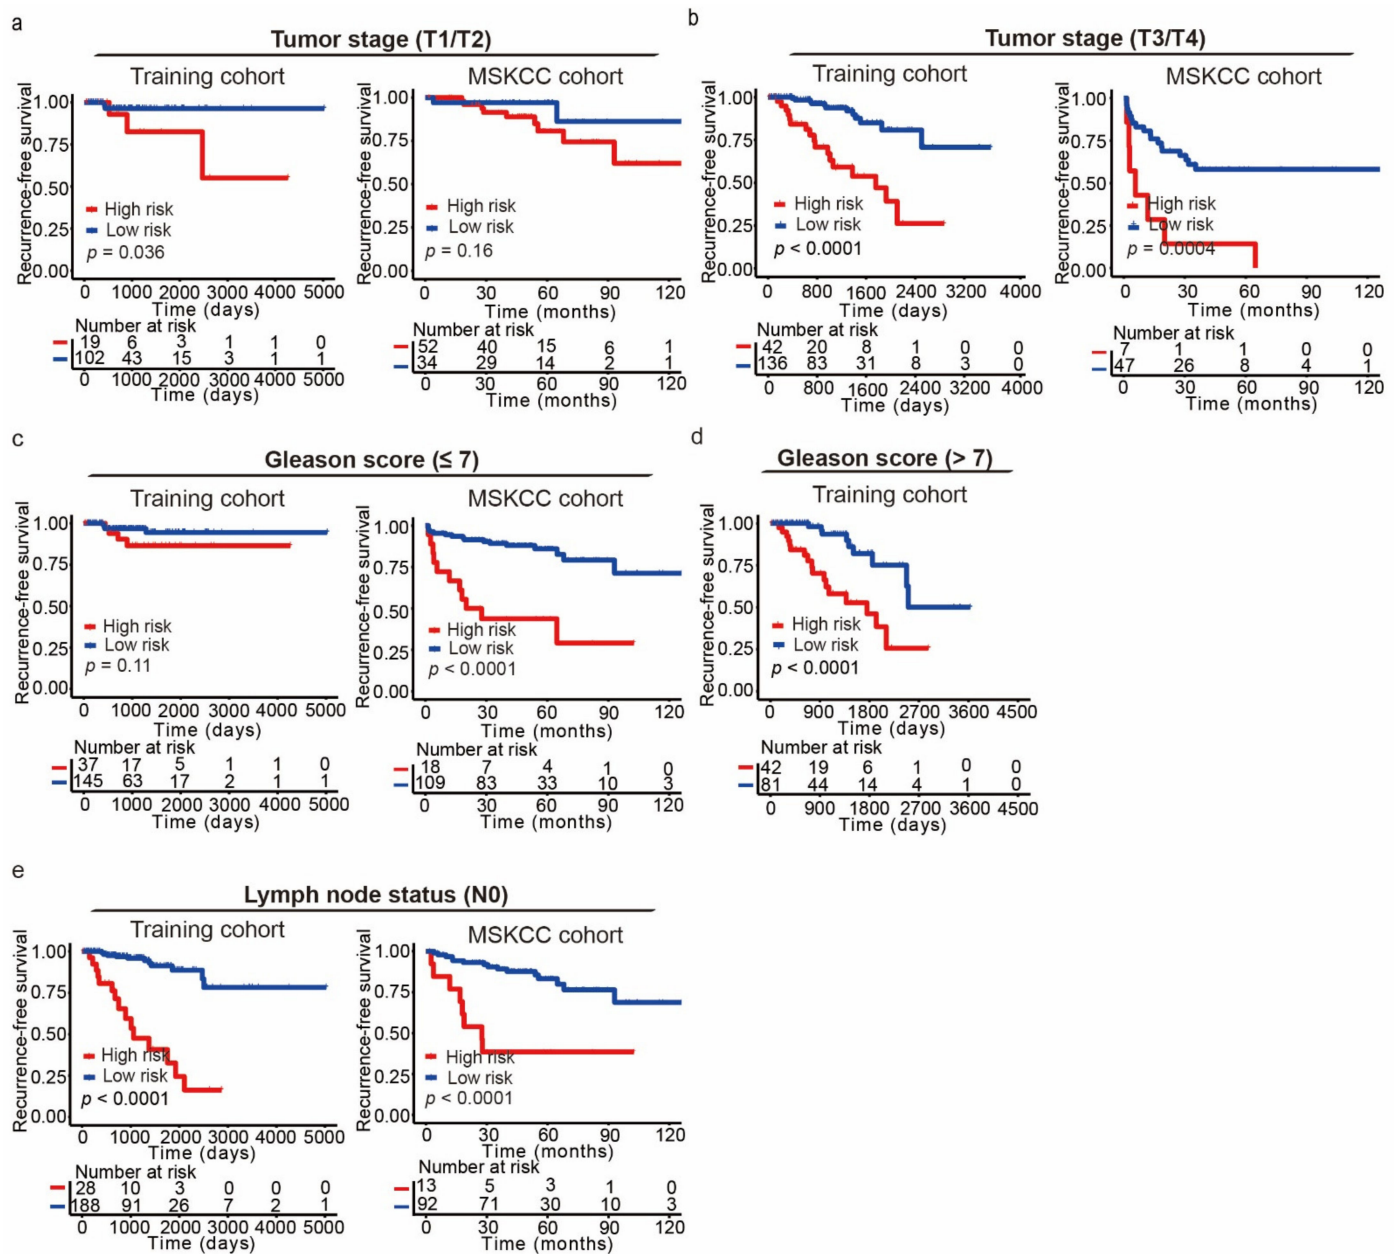 a
Tumor stage (T1/T2)
Training cohort
Recurrence-free survival
1.00
0.75
0.50
0.25
0.00
High risk
Low risk
p = 0.036
0 1000 2000 3000 4000 5000
Time (days)
Number at risk
19 6 3 1 1 0
102 43 15 3 1 1
0 1000 2000 3000 4000 5000
Time (days)
MSKCC cohort
Recurrence-free survival
1.00
0.75
0.50
0.25
0.00
High risk
Low risk
p = 0.16
0 30 60 90 120
Time (months)
Number at risk
52 40 15 6 1
34 29 14 2 1
0 30 60 90 120
Time (months)
b
Tumor stage (T3/T4)
Training cohort
Recurrence-free survival
1.00
0.75
0.50
0.25
0.00
High risk
Low risk
p < 0.0001
0 800 1600 2400 3200 4000
Time (days)
Number at risk
42 20 8 1 0 0
136 83 31 8 3 0
0 800 1600 2400 3200 4000
Time (days)
MSKCC cohort
Recurrence-free survival
1.00
0.75
0.50
0.25
0.00
High risk
Low risk
p = 0.0004
0 30 60 90 120
Time (months)
Number at risk
7 1 1 0 0
47 26 8 4 1
0 30 60 90 120
Time (months)
c
Gleason score (≤ 7)
Training cohort
Recurrence-free survival
1.00
0.75
0.50
0.25
0.00
High risk
Low risk
p = 0.11
0 1000 2000 3000 4000 5000
Time (days)
Number at risk
37 17 5 1 1 0
145 63 17 2 1 1
0 1000 2000 3000 4000 5000
Time (days)
MSKCC cohort
Recurrence-free survival
1.00
0.75
0.50
0.25
0.00
High risk
Low risk
p < 0.0001
0 30 60 90 120
Time (months)
Number at risk
18 7 4 1 0
109 83 33 10 3
0 30 60 90 120
Time (months)
d
Gleason score (> 7)
Training cohort
Recurrence-free survival
1.00
0.75
0.50
0.25
0.00
High risk
Low risk
p < 0.0001
0 900 1800 2700 3600 4500
Time (days)
Number at risk
42 19 6 1 0 0
81 44 14 4 1 0
0 900 1800 2700 3600 4500
Time (days)
e
Lymph node status (N0)
Training cohort
Recurrence-free survival
1.00
0.75
0.50
0.25
0.00
High risk
Low risk
p < 0.0001
0 1000 2000 3000 4000 5000
Time (days)
Number at risk
28 10 3 0 0 0
188 91 26 7 2 1
0 1000 2000 3000 4000 5000
Time (days)
MSKCC cohort
Recurrence-free survival
1.00
0.75
0.50
0.25
0.00
High risk
Low risk
p < 0.0001
0 30 60 90 120
Time (months)
Number at risk
13 5 3 1 0
92 71 30 10 3
0 30 60 90 120
Time (months)